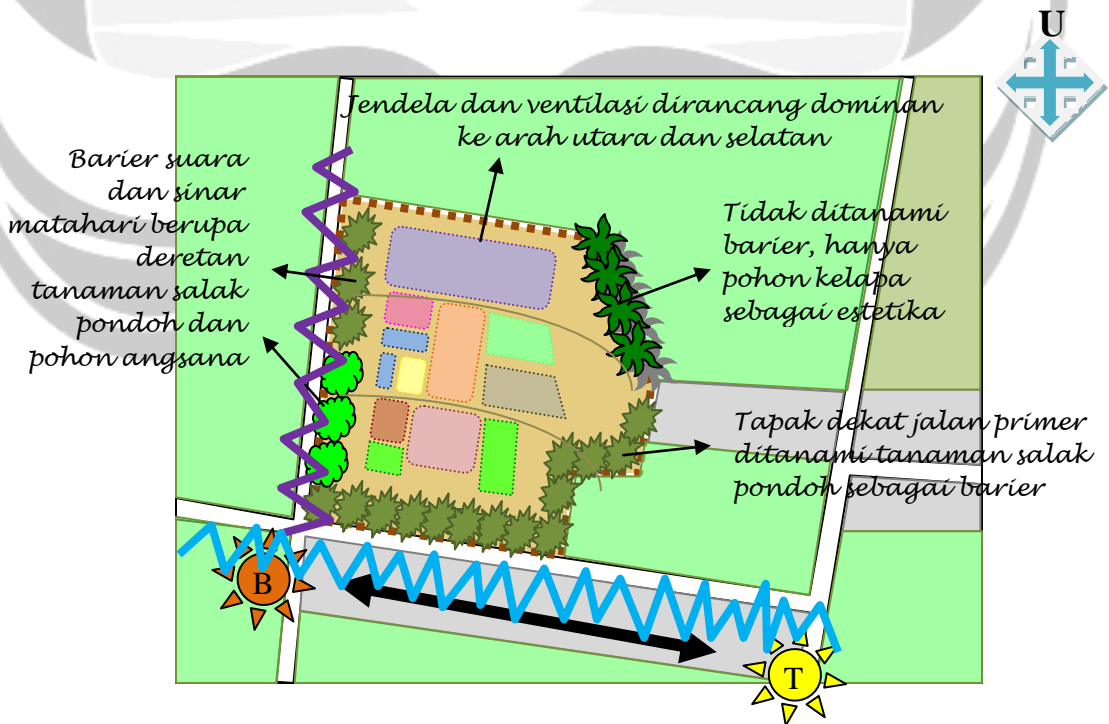 U
Jendela dan ventilasi dirancang dominan
ke arah utara dan selatan
Barier suara
dan sinar
matahari berupa
deretan
tanaman salak
pondoh dan
pohon angsana
Tidak ditanami
barier, hanya
pohon kelapa
sebagai estetika
Tapak dekat jalan primer
ditanami tanaman salak
pondoh sebagai barier
B
T